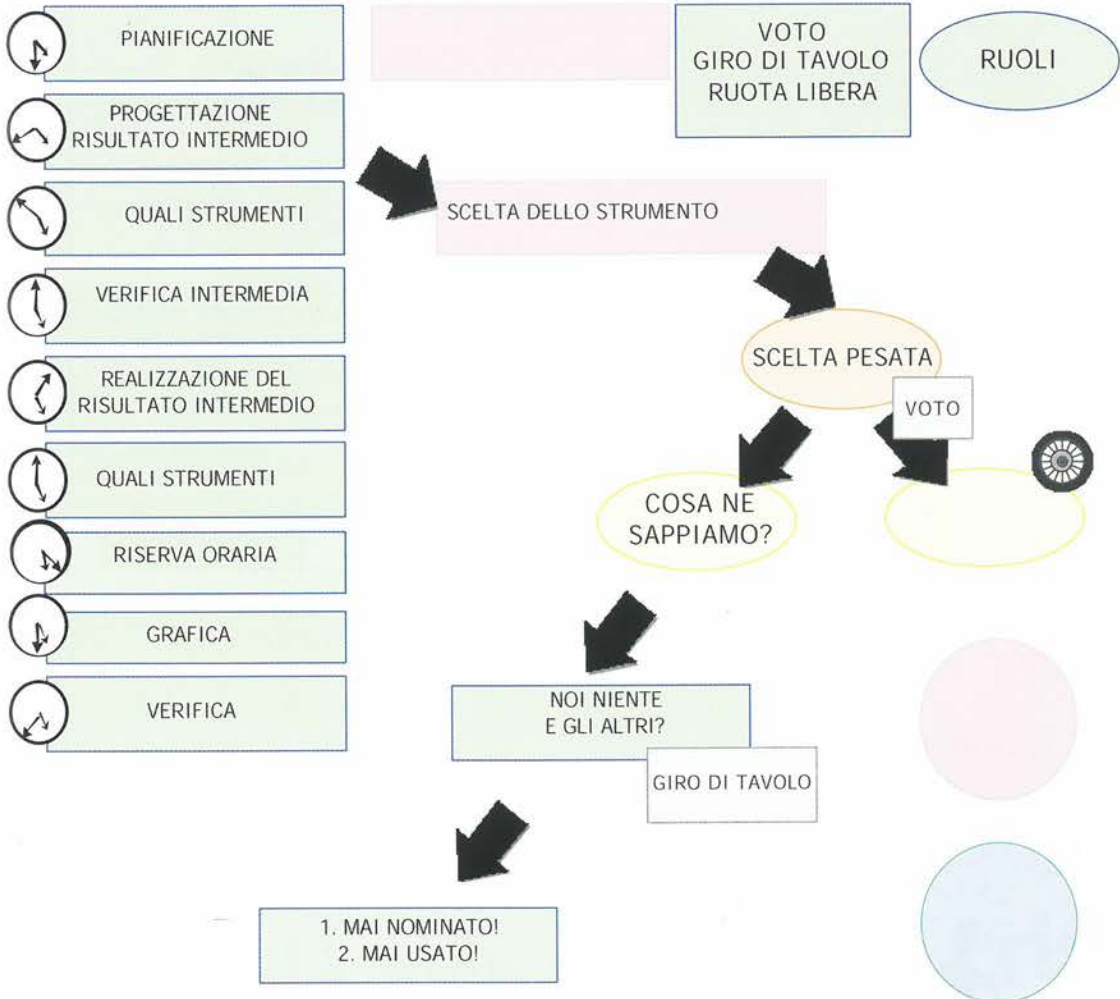 PIANIFICAZIONE
PROGETTAZIONE
RISULTATO INTERMEDIO
QUALI STRUMENTI
VERIFICA INTERMEDIA
REALIZZAZIONE DEL
RISULTATO INTERMEDIO
QUALI STRUMENTI
RISERVA ORARIA
GRAFICA
VERIFICA
VOTO
GIRO DI TAVOLO
RUOTA LIBERA
RUOLI
SCELTA DELLO STRUMENTO
SCELTA PESATA
VOTO
COSA NE
SAPPIAMO?
NOI NIENTE
E GLI ALTRI?
GIRO DI TAVOLO
1. MAI NOMINATO!
2. MAI USATO!